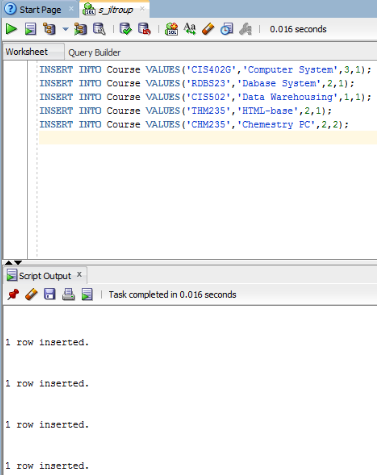 Start Page
s_jitroup
0.016 seconds
Worksheet Query Builder
INSERT INTO Course VALUES('CIS402G','Computer System',3,1);
INSERT INTO Course VALUES('RDB523','Dabase System',2,1);
INSERT INTO Course VALUES('CIS502','Data Warehousing',1,1);
INSERT INTO Course VALUES('THM235','HTML-base',2,1);
INSERT INTO Course VALUES('CHM235','Chemestry PC',2,2);
Script Output
Task completed in 0.016 seconds
1 row inserted.
1 row inserted.
1 row inserted.
1 row inserted.